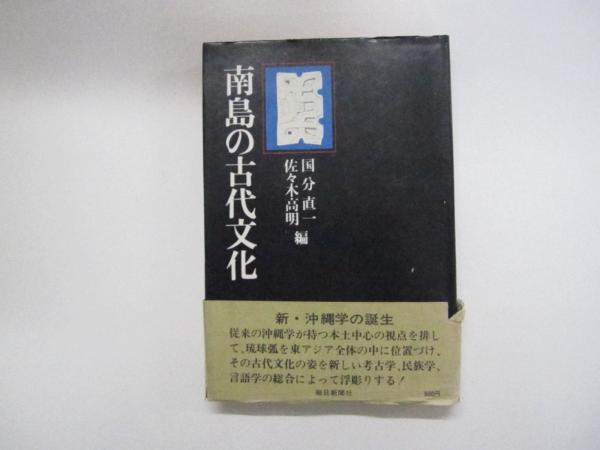 南島の古代文化
国分直一
佐々木高明 編
新・沖縄学の誕生
従来の沖縄学が持つ本土中心の視点を排し
て、琉球弧を東アジア全体の中に位置づけ、
その古代文化の姿を新しい考古学、民族学、
言語学の総合によって浮彫りする!
毎日新聞社